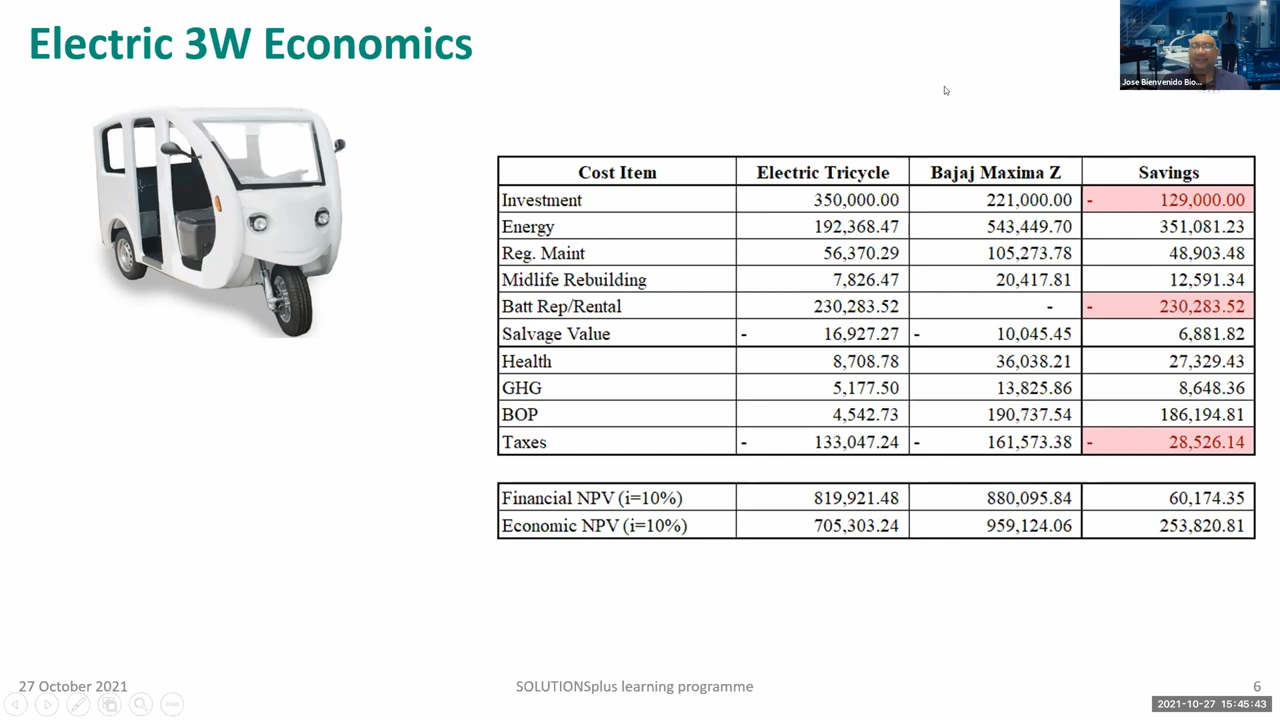 Electric 3W Economics
Jose Bienvenido Bio...
Cost Item Electric Tricycle Bajaj Maxima Z Savings
Investment 350,000.00 221,000.00 - 129,000.00
Energy 192,368.47 543,449.70 351,081.23
Reg. Maint 56,370.29 105,273.78 48,903.48
Midlife Rebuilding 7,826.47 20,417.81 12,591.34
Batt Rep/Rental 230,283.52 - - 230,283.52
Salvage Value - 16,927.27 - 10,045.45 6,881.82
Health 8,708.78 36,038.21 27,329.43
GHG 5,177.50 13,825.86 8,648.36
BOP 4,542.73 190,737.54 186,194.81
Taxes - 133,047.24 - 161,573.38 - 28,526.14
Financial NPV (i=10%) 819,921.48 880,095.84 60,174.35
Economic NPV (i=10%) 705,303.24 959,124.06 253,820.81
27 October 2021 SOLUTIONSplus learning programme 6
2021-10-27 15:45:43